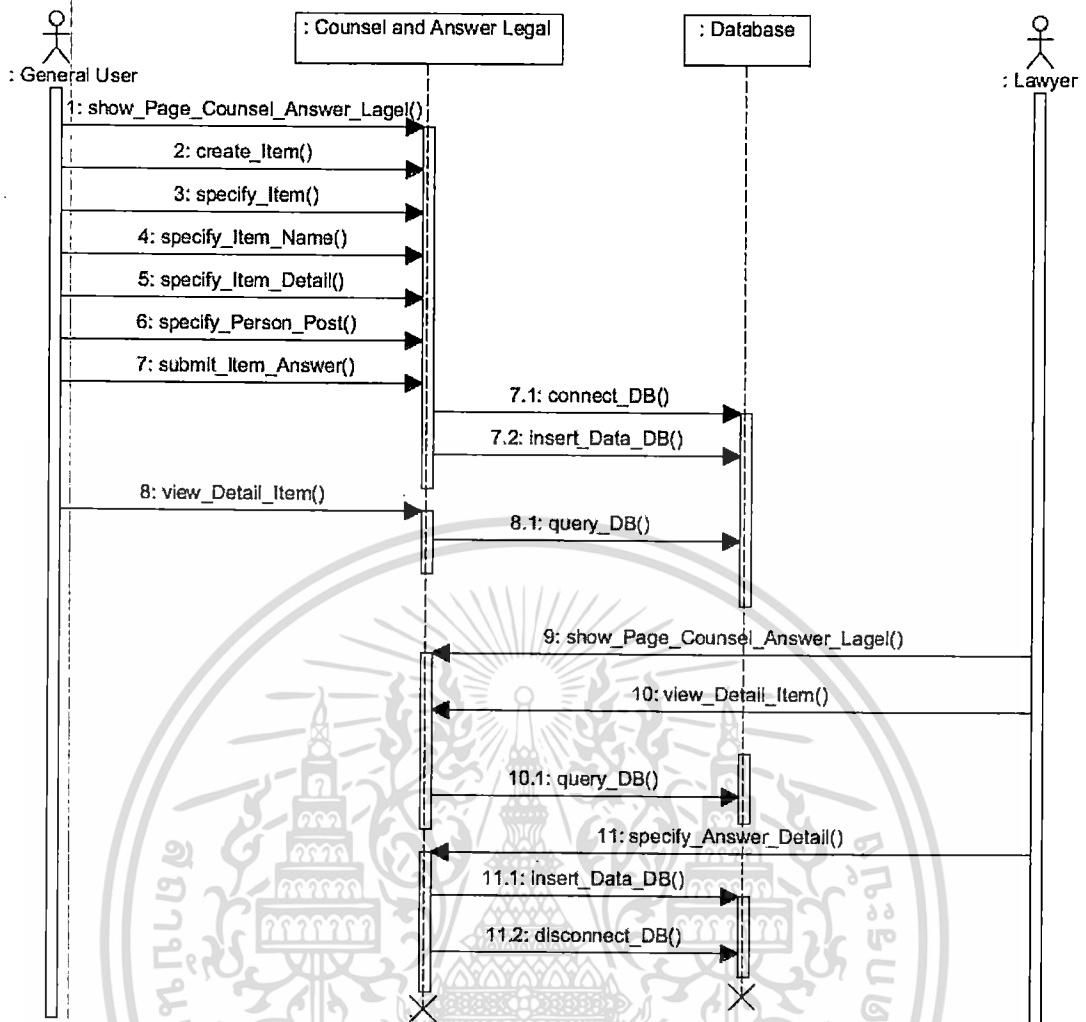 : General User
: Counsel and Answer Legal
: Database
: Lawyer
1: show_Page_Counsel_Answer_Lagel()
2: create_Item()
3: specify_Item()
4: specify_Item_Name()
5: specify_Item_Detail()
6: specify_Person_Post()
7: submit_Item_Answer()
7.1: connect_DB()
7.2: insert_Data_DB()
8: view_Detail_Item()
8.1: query_DB()
9: show_Page_Counsel_Answer_Lagel()
10: view_Detail_Item()
10.1: query_DB()
11: specify_Answer_Detail()
11.1: insert_Data_DB()
11.2: disconnect_DB()